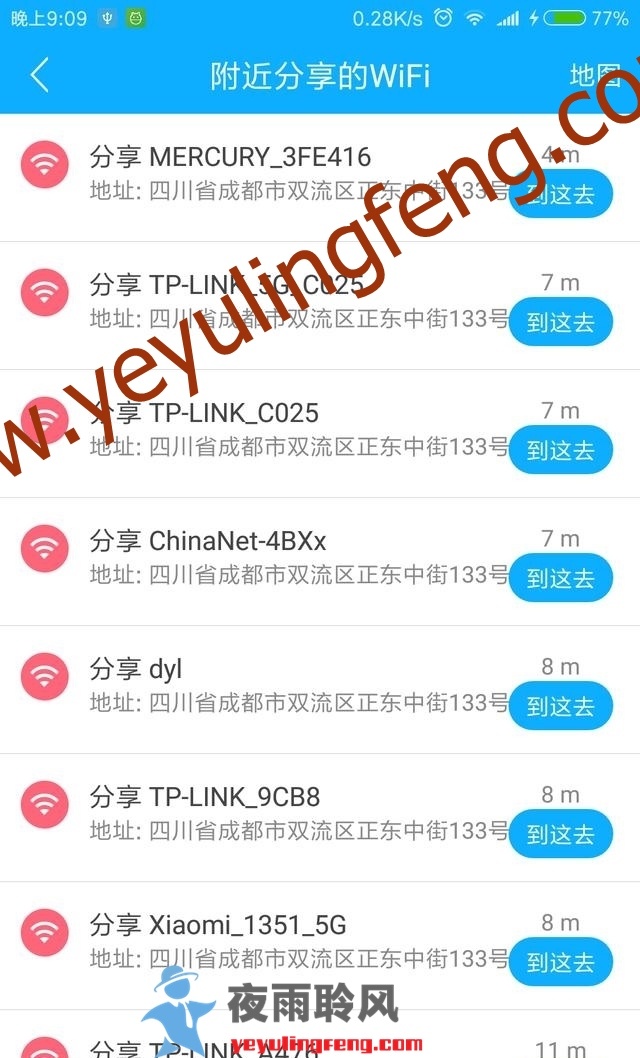 晚上9:09
0.28K/s
77%
附近分享的WiFi
地图
w.yeyulingfeng.co
分享 MERCURY_3FE416
4 m
地址: 四川省成都市双流区正东中街133号
到这去
分享 TP-LINK_5G_C025
7 m
地址: 四川省成都市双流区正东中街133号
到这去
分享 TP-LINK_C025
7 m
地址: 四川省成都市双流区正东中街133号
到这去
分享 ChinaNet-4BXx
7 m
地址: 四川省成都市双流区正东中街133号
到这去
分享 dyl
8 m
地址: 四川省成都市双流区正东中街133号
到这去
分享 TP-LINK_9CB8
8 m
地址: 四川省成都市双流区正东中街133号
到这去
分享 Xiaomi_1351_5G
8 m
地址: 四川省成都市双流区正东中街133号
到这去
夜雨聆风
分享 TP-LINK_A476
11 m
yeyulingfeng.com